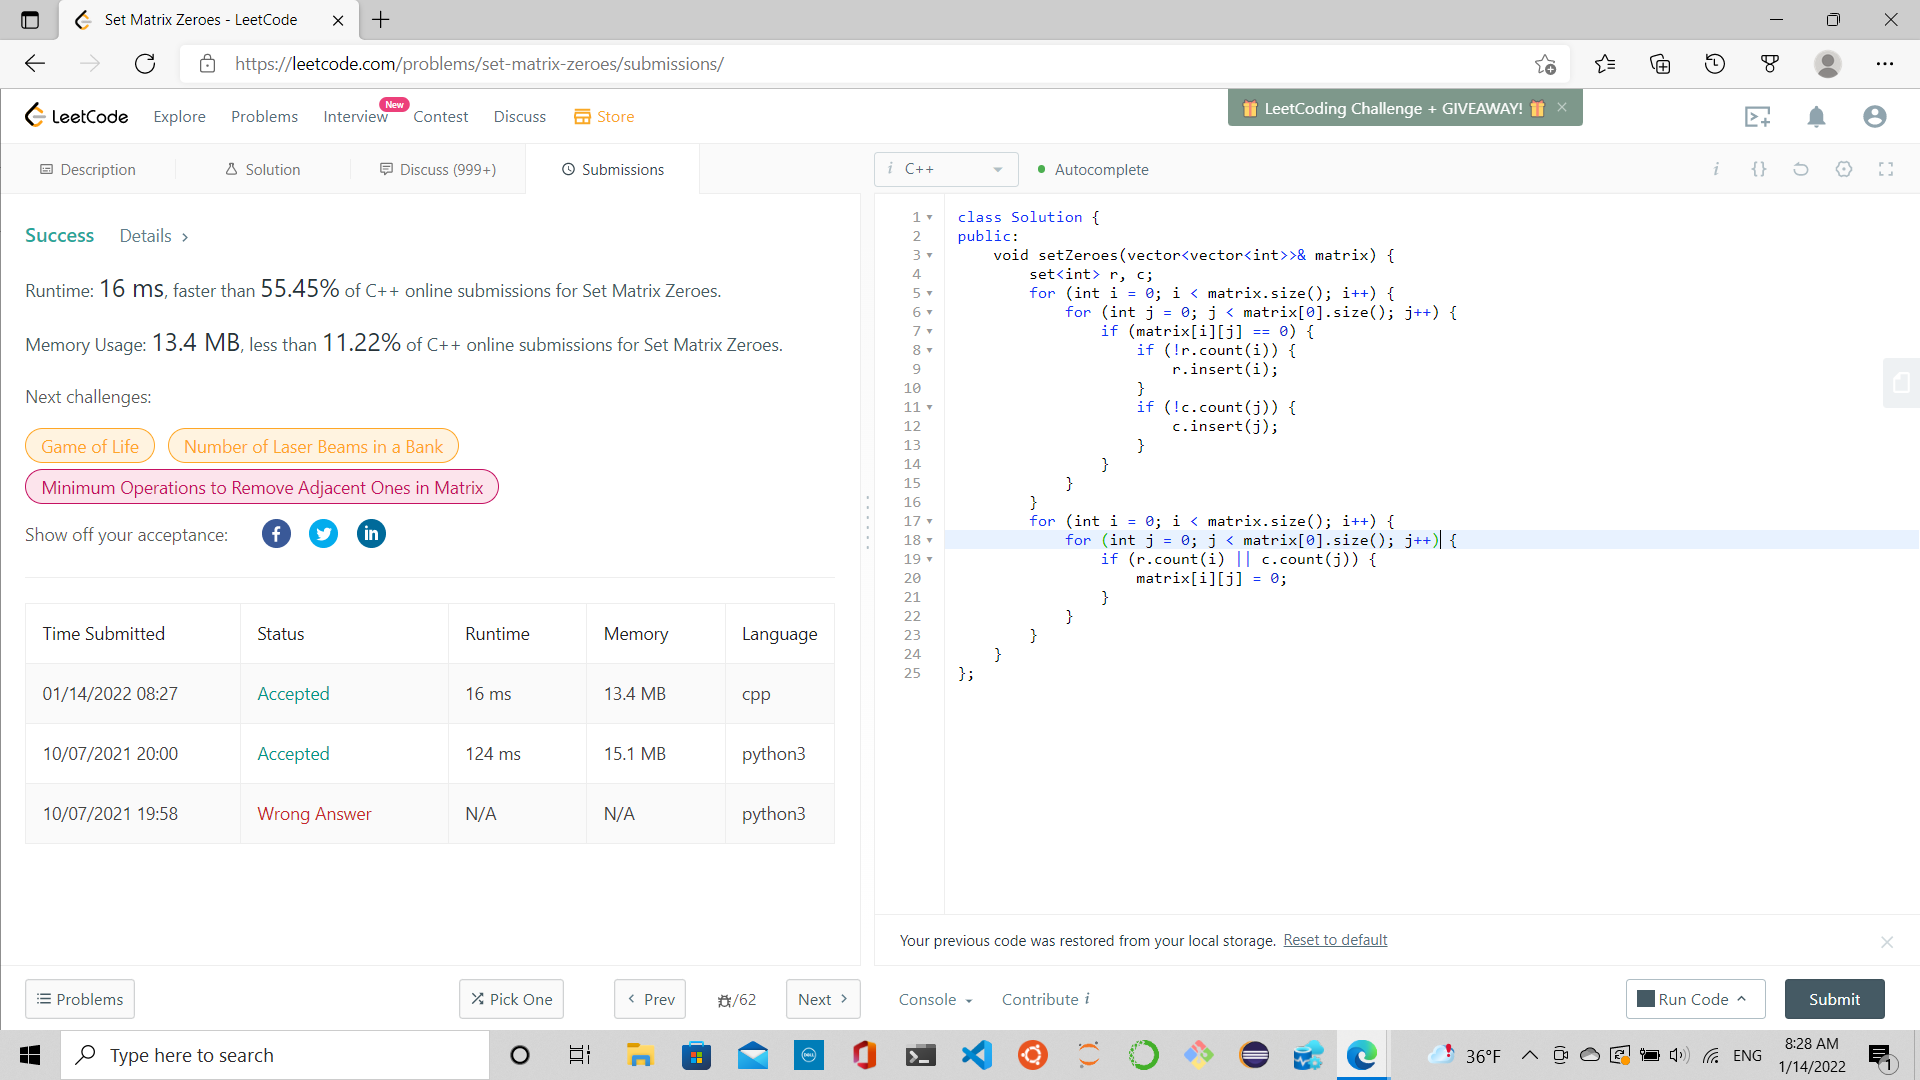 Set Matrix Zeroes - LeetCode
https://leetcode.com/problems/set-matrix-zeroes/submissions/
LeetCode
Explore
Problems
Interview
New
Contest
Discuss
Store
LeetCoding Challenge + GIVEAWAY!
Description
Solution
Discuss (999+)
Submissions
i C++
Autocomplete
i
{}
Success
Details
Runtime: 16 ms, faster than 55.45% of C++ online submissions for Set Matrix Zeroes.
Memory Usage: 13.4 MB, less than 11.22% of C++ online submissions for Set Matrix Zeroes.
Next challenges:
Game of Life
Number of Laser Beams in a Bank
Minimum Operations to Remove Adjacent Ones in Matrix
Show off your acceptance:
Time Submitted Status Runtime Memory Language
01/14/2022 08:27 Accepted 16 ms 13.4 MB cpp
10/07/2021 20:00 Accepted 124 ms 15.1 MB python3
10/07/2021 19:58 Wrong Answer N/A N/A python3
1 class Solution {
2 public:
3 void setZeroes(vector<vector<int>>& matrix) {
4 set<int> r, c;
5 for (int i = 0; i < matrix.size(); i++) {
6 for (int j = 0; j < matrix[0].size(); j++) {
7 if (matrix[i][j] == 0) {
8 if (!r.count(i)) {
9 r.insert(i);
10 }
11 if (!c.count(j)) {
12 c.insert(j);
13 }
14 }
15 }
16 }
17 for (int i = 0; i < matrix.size(); i++) {
18 for (int j = 0; j < matrix[0].size(); j++) {
19 if (r.count(i) || c.count(j)) {
20 matrix[i][j] = 0;
21 }
22 }
23 }
24 }
25 };
Your previous code was restored from your local storage. Reset to default
Problems
Pick One
Prev
/62
Next
Console
Contribute i
Run Code
Submit
Type here to search
DELL
36°F
ENG
8:28 AM
1/14/2022
1